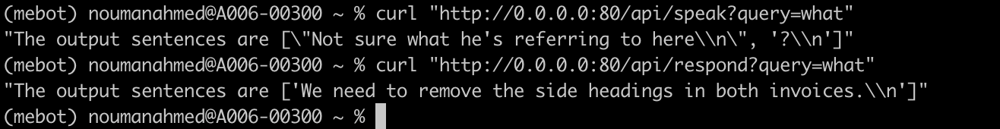 (mebot) noumanahmed@A006-00300 ~ % curl "http://0.0.0.0:80/api/speak?query=what"
"The output sentences are [\"Not sure what he's referring to here\\n\", '?\\n']"
(mebot) noumanahmed@A006-00300 ~ % curl "http://0.0.0.0:80/api/respond?query=what"
"The output sentences are ['We need to remove the side headings in both invoices.\\n']"
(mebot) noumanahmed@A006-00300 ~ %